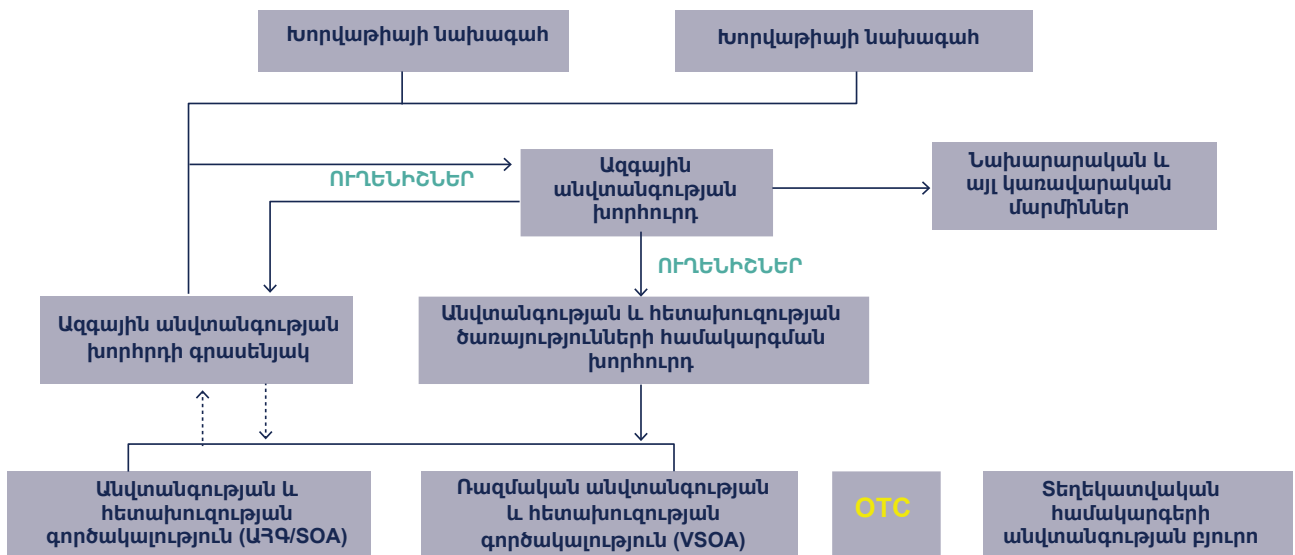 Խորվաթիայի նախագահ
Խորվաթիայի նախագահ
Ազգային
անվտանգության
խորհուրդ
Նախարարական և
այլ կառավարական
մարմիններ
ՈՒՂԵՆԻՇՆԵՐ
ՈՒՂԵՆԻՇՆԵՐ
Ազգային անվտանգության
խորհրդի գրասենյակ
Անվտանգության և հետախուզության
ծառայությունների համակարգման
խորհուրդ
Անվտանգության և
հետախուզության
գործակալություն (ԱՀԳ/SOA)
Ռազմական անվտանգության
և հետախուզության
գործակալություն (VSOA)
OTC
Տեղեկատվական
համակարգերի
անվտանգության բյուրո